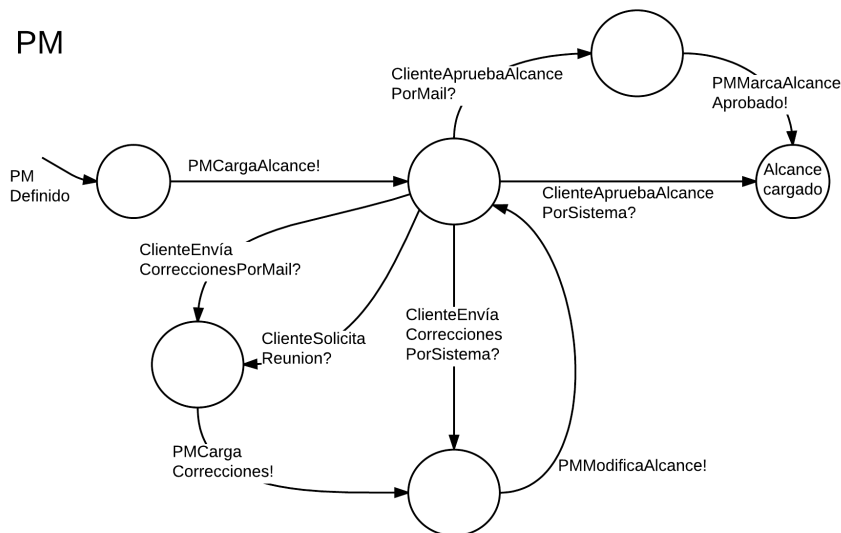 PM
ClienteApruebaAlcance
PorMail?
PMMarcaAlcance
Aprobado!
PM
Definido
PMCargaAlcance!
ClienteApruebaAlcance
PorSistema?
Alcance
cargado
ClienteEnvía
CorreccionesPorMail?
ClienteSolicita
Reunion?
ClienteEnvía
Correcciones
PorSistema?
PMCarga
Correcciones!
PMModificaAlcance!